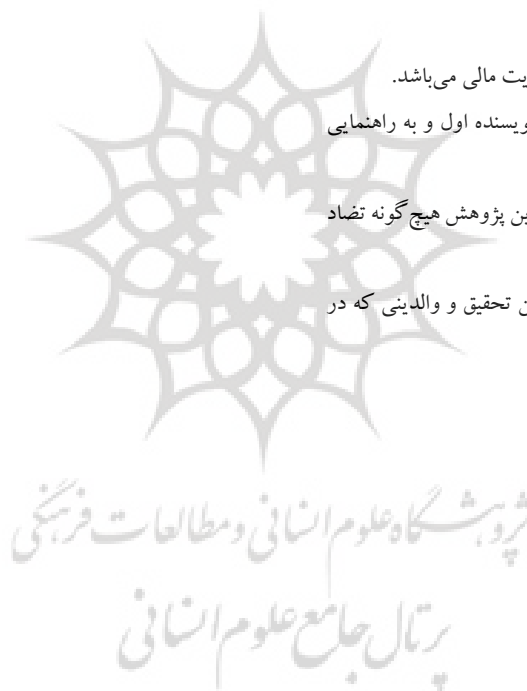 یت مالی می‌باشد.
ویسنده اول و به راهنمایی
ین پژوهش هیچ‌گونه تضاد
ن تحقیق و والدینی که در
پژوهشگاه علوم انسانی و مطالعات فرهنگی
پرتال جامع علوم انسانی